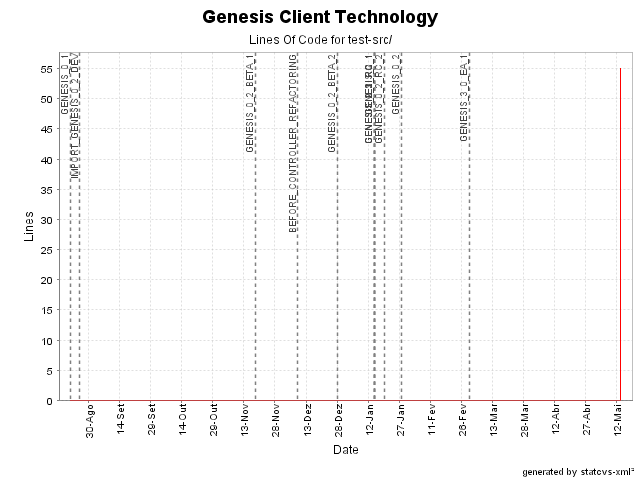 Genesis Client Technology
Lines Of Code for test-src/
GENESIS_0_1
IMPORT_GENESIS_0_2_DEV
GENESIS_0_2_BETA_1
BEFORE_CONTROLLER_REFACTORING
GENESIS_0_2_BETA_2
GENESIS_0_2_RC_2
GENESIS_0_2
GENESIS_3_0_EA_1
Lines
55
50
45
40
35
30
25
20
15
10
5
0
30-Ago
14-Set
29-Set
14-Out
29-Out
13-Nov
28-Nov
13-Dez
28-Dez
12-Jan
27-Jan
11-Fev
26-Fev
13-Mar
28-Mar
12-Abr
27-Abr
12-Mai
Date
generated by statcvs-xml²